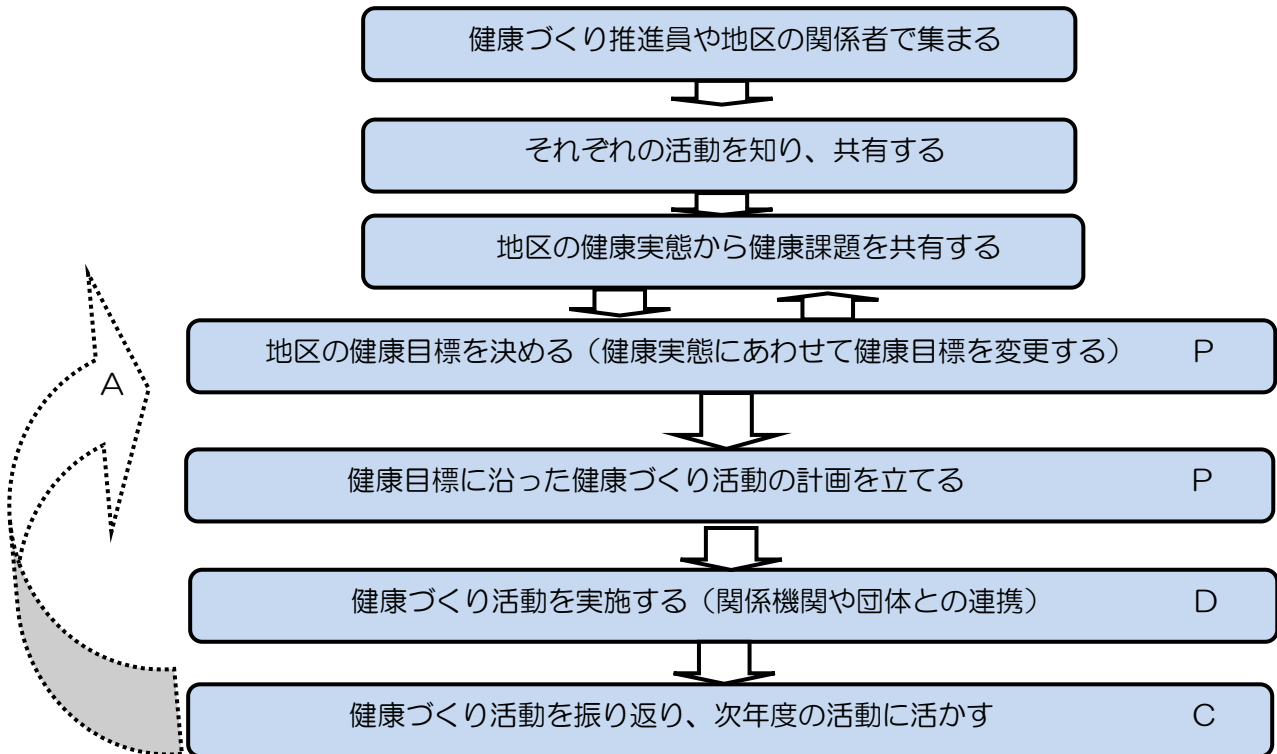 健康づくり推進員や地区の関係者で集まる
それぞれの活動を知り、共有する
地区の健康実態から健康課題を共有する
地区の健康目標を決める（健康実態にあわせて健康目標を変更する） P
A
健康目標に沿った健康づくり活動の計画を立てる P
健康づくり活動を実施する（関係機関や団体との連携） D
健康づくり活動を振り返り、次年度の活動に活かす C